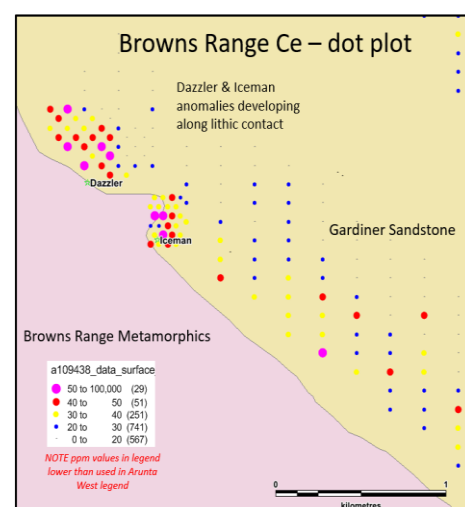 Browns Range Ce – dot plot
Dazzler & Iceman
anomalies developing
along lithic contact
Dazzler
Iceman
Gardiner Sandstone
Browns Range Metamorphics
a109438_data_surface
50 to 100,000 (29)
40 to 50 (51)
30 to 40 (251)
20 to 30 (741)
0 to 20 (567)
NOTE ppm values in legend
lower than used in Arunta
West legend
0 1
kilometres